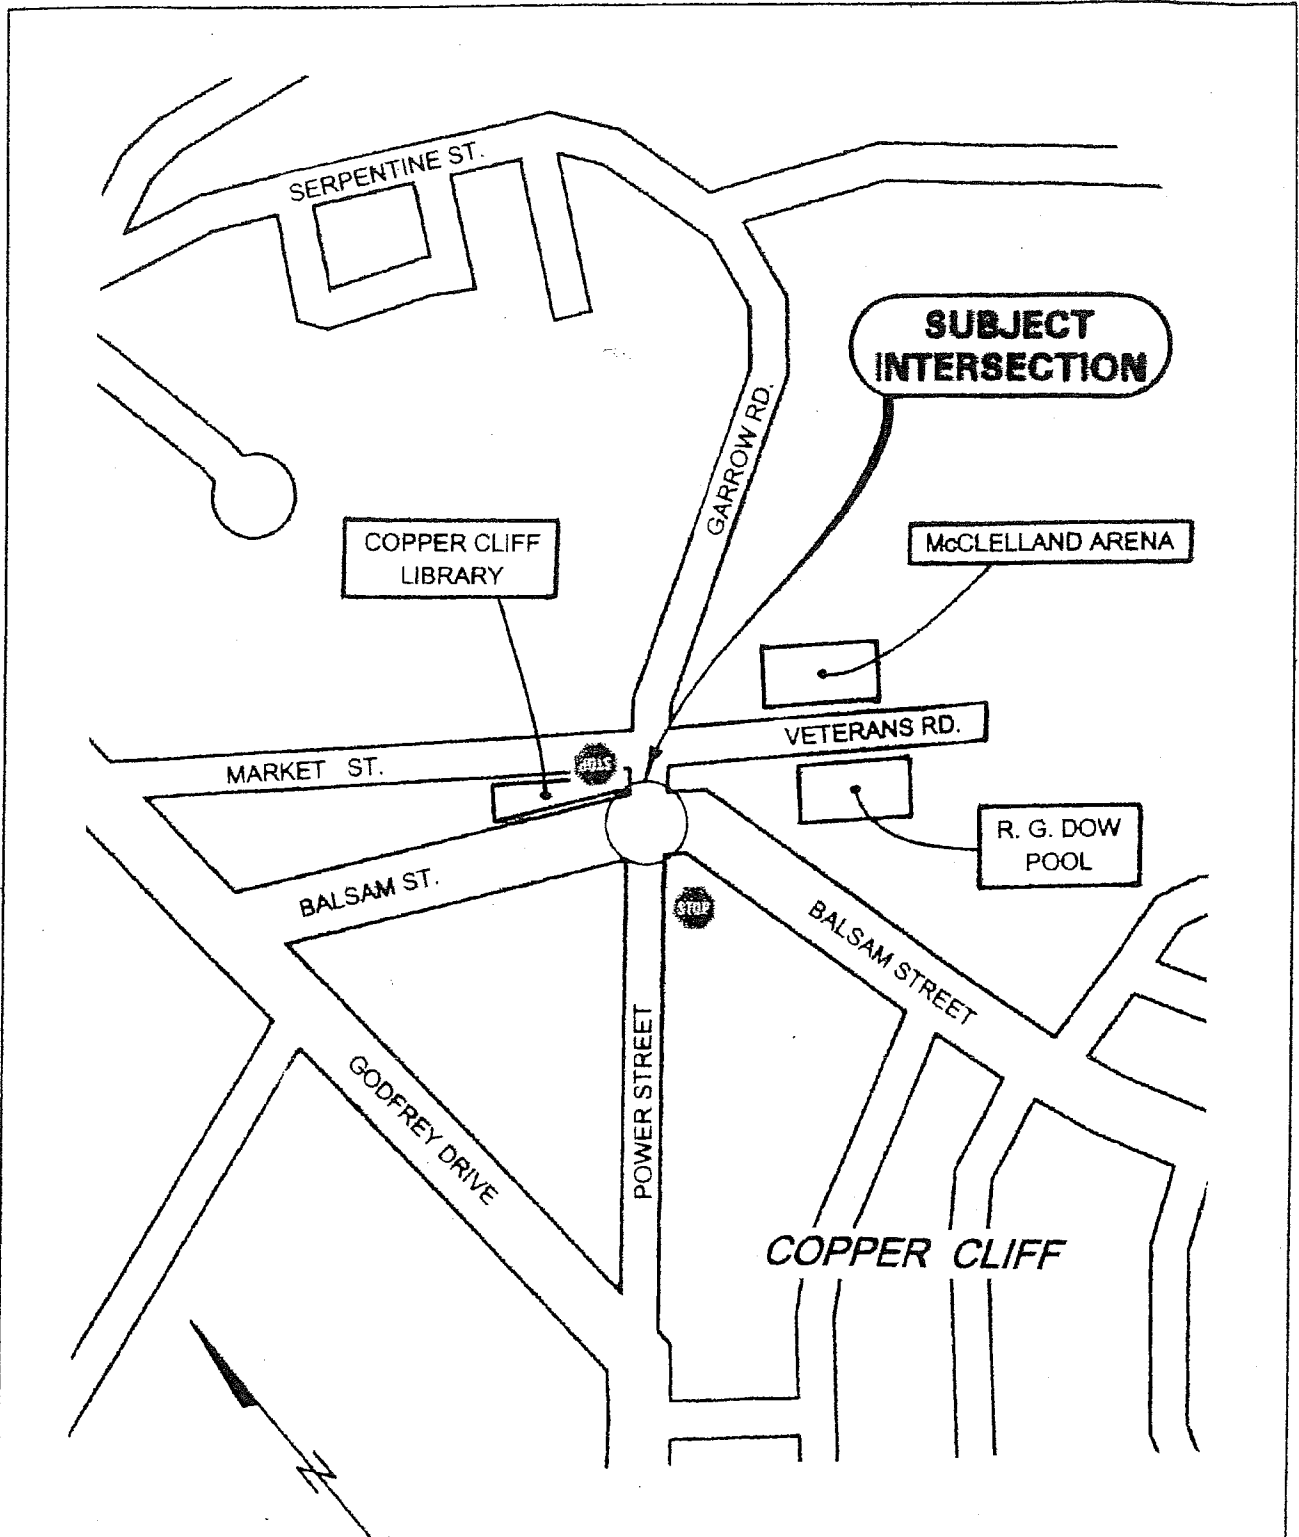 SERPENTINE ST.
SUBJECT
INTERSECTION
GARROW RD.
COPPER CLIFF
LIBRARY
McCLELLAND ARENA
VETERANS RD.
MARKET ST.
STOP
R. G. DOW
POOL
BALSAM ST.
STOP
BALSAM STREET
POWER STREET
GODFREY DRIVE
COPPER CLIFF
N